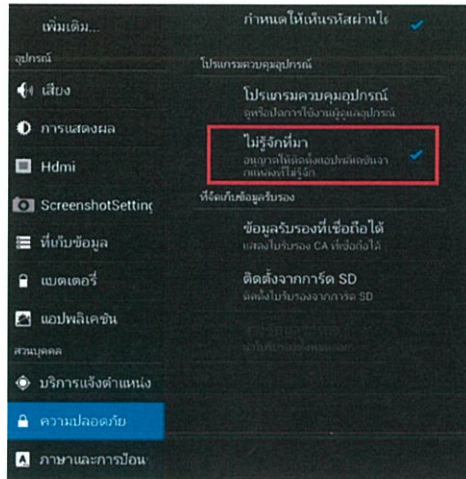 เพิ่มเติม...
อุปกรณ์
เสียง
การแสดงผล
Hdmi
ScreenshotSetting
ที่เก็บข้อมูล
แบตเตอรี่
แอปพลิเคชัน
ส่วนบุคคล
บริการแจ้งตำแหน่ง
ความปลอดภัย
ภาษาและการป้อน
กำหนดให้เห็นรหัสผ่านได้
โปรแกรมควบคุมอุปกรณ์
โปรแกรมควบคุมอุปกรณ์
ดูหรือปิดการใช้งานผู้ดูแลอุปกรณ์
ไม่รู้จักที่มา
อนุญาตให้ติดตั้งแอปพลิเคชันจา
กแหล่งที่ไม่รู้จัก
ที่จัดเก็บข้อมูลรับรอง
ข้อมูลรับรองที่เชื่อถือได้
แสดงใบรับรอง CA ที่เชื่อถือได้
ติดตั้งจากการ์ด SD
ติดตั้งใบรับรองจากการ์ด SD